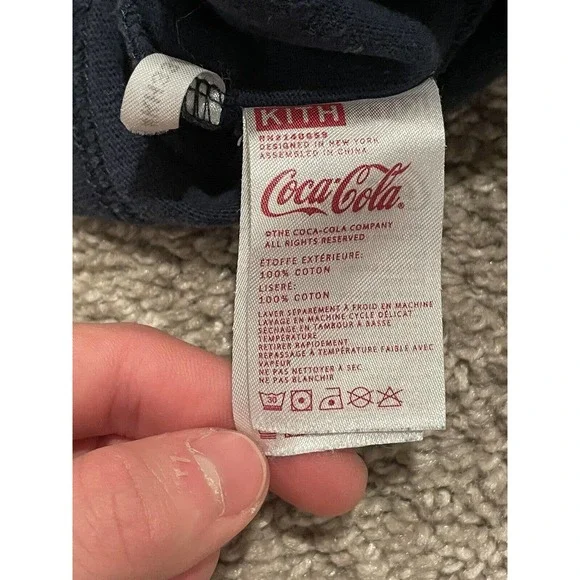 KITH
RN#148659
DESIGNED IN NEW YORK
ASSEMBLED IN CHINA
Coca-Cola
©THE COCA-COLA COMPANY
ALL RIGHTS RESERVED
ÉTOFFE EXTÉRIEURE:
100% COTON
LISERÉ:
100% COTON
LAVER SÉPARÉMENT À FROID EN MACHINE
LAVAGE EN MACHINE CYCLE DÉLICAT
SÉCHAGE EN TAMBOUR À BASSE
TEMPÉRATURE
RETIRER RAPIDEMENT
REPASSAGE À TEMPÉRATURE FAIBLE AVEC
VAPEUR
NE PAS NETTOYER À SEC
NE PAS BLANCHIR
30